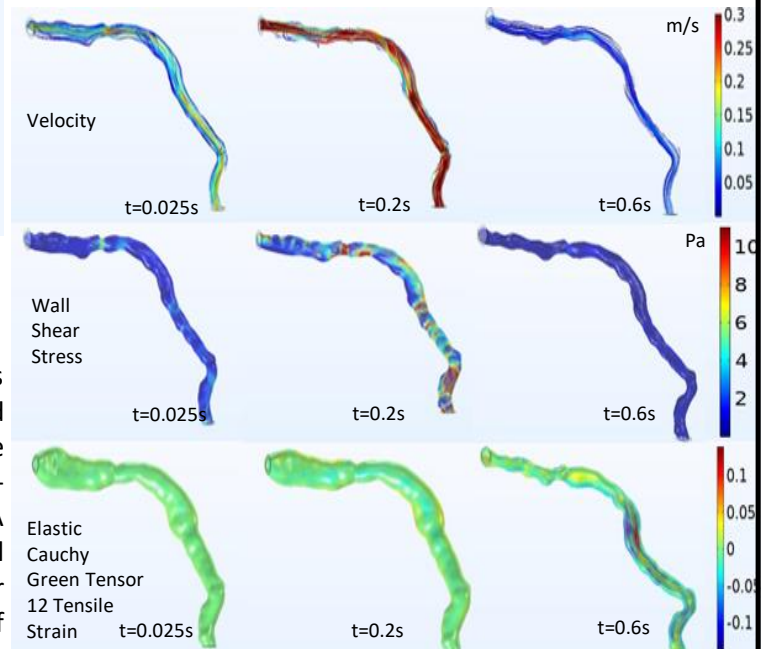 m/s
0.3
0.2
0.15
0.1
0.05
Velocity
t=0.025s
t=0.2s
t=0.6s
Pa
10
8
6
4
2
Wall
Shear
Stress
t=0.025s
t=0.2s
t=0.6s
0.1
0.05
0
-0.05
-0.1
Elastic
Cauchy
Green Tensor
12 Tensile
Strain
t=0.025s
t=0.2s
t=0.6s